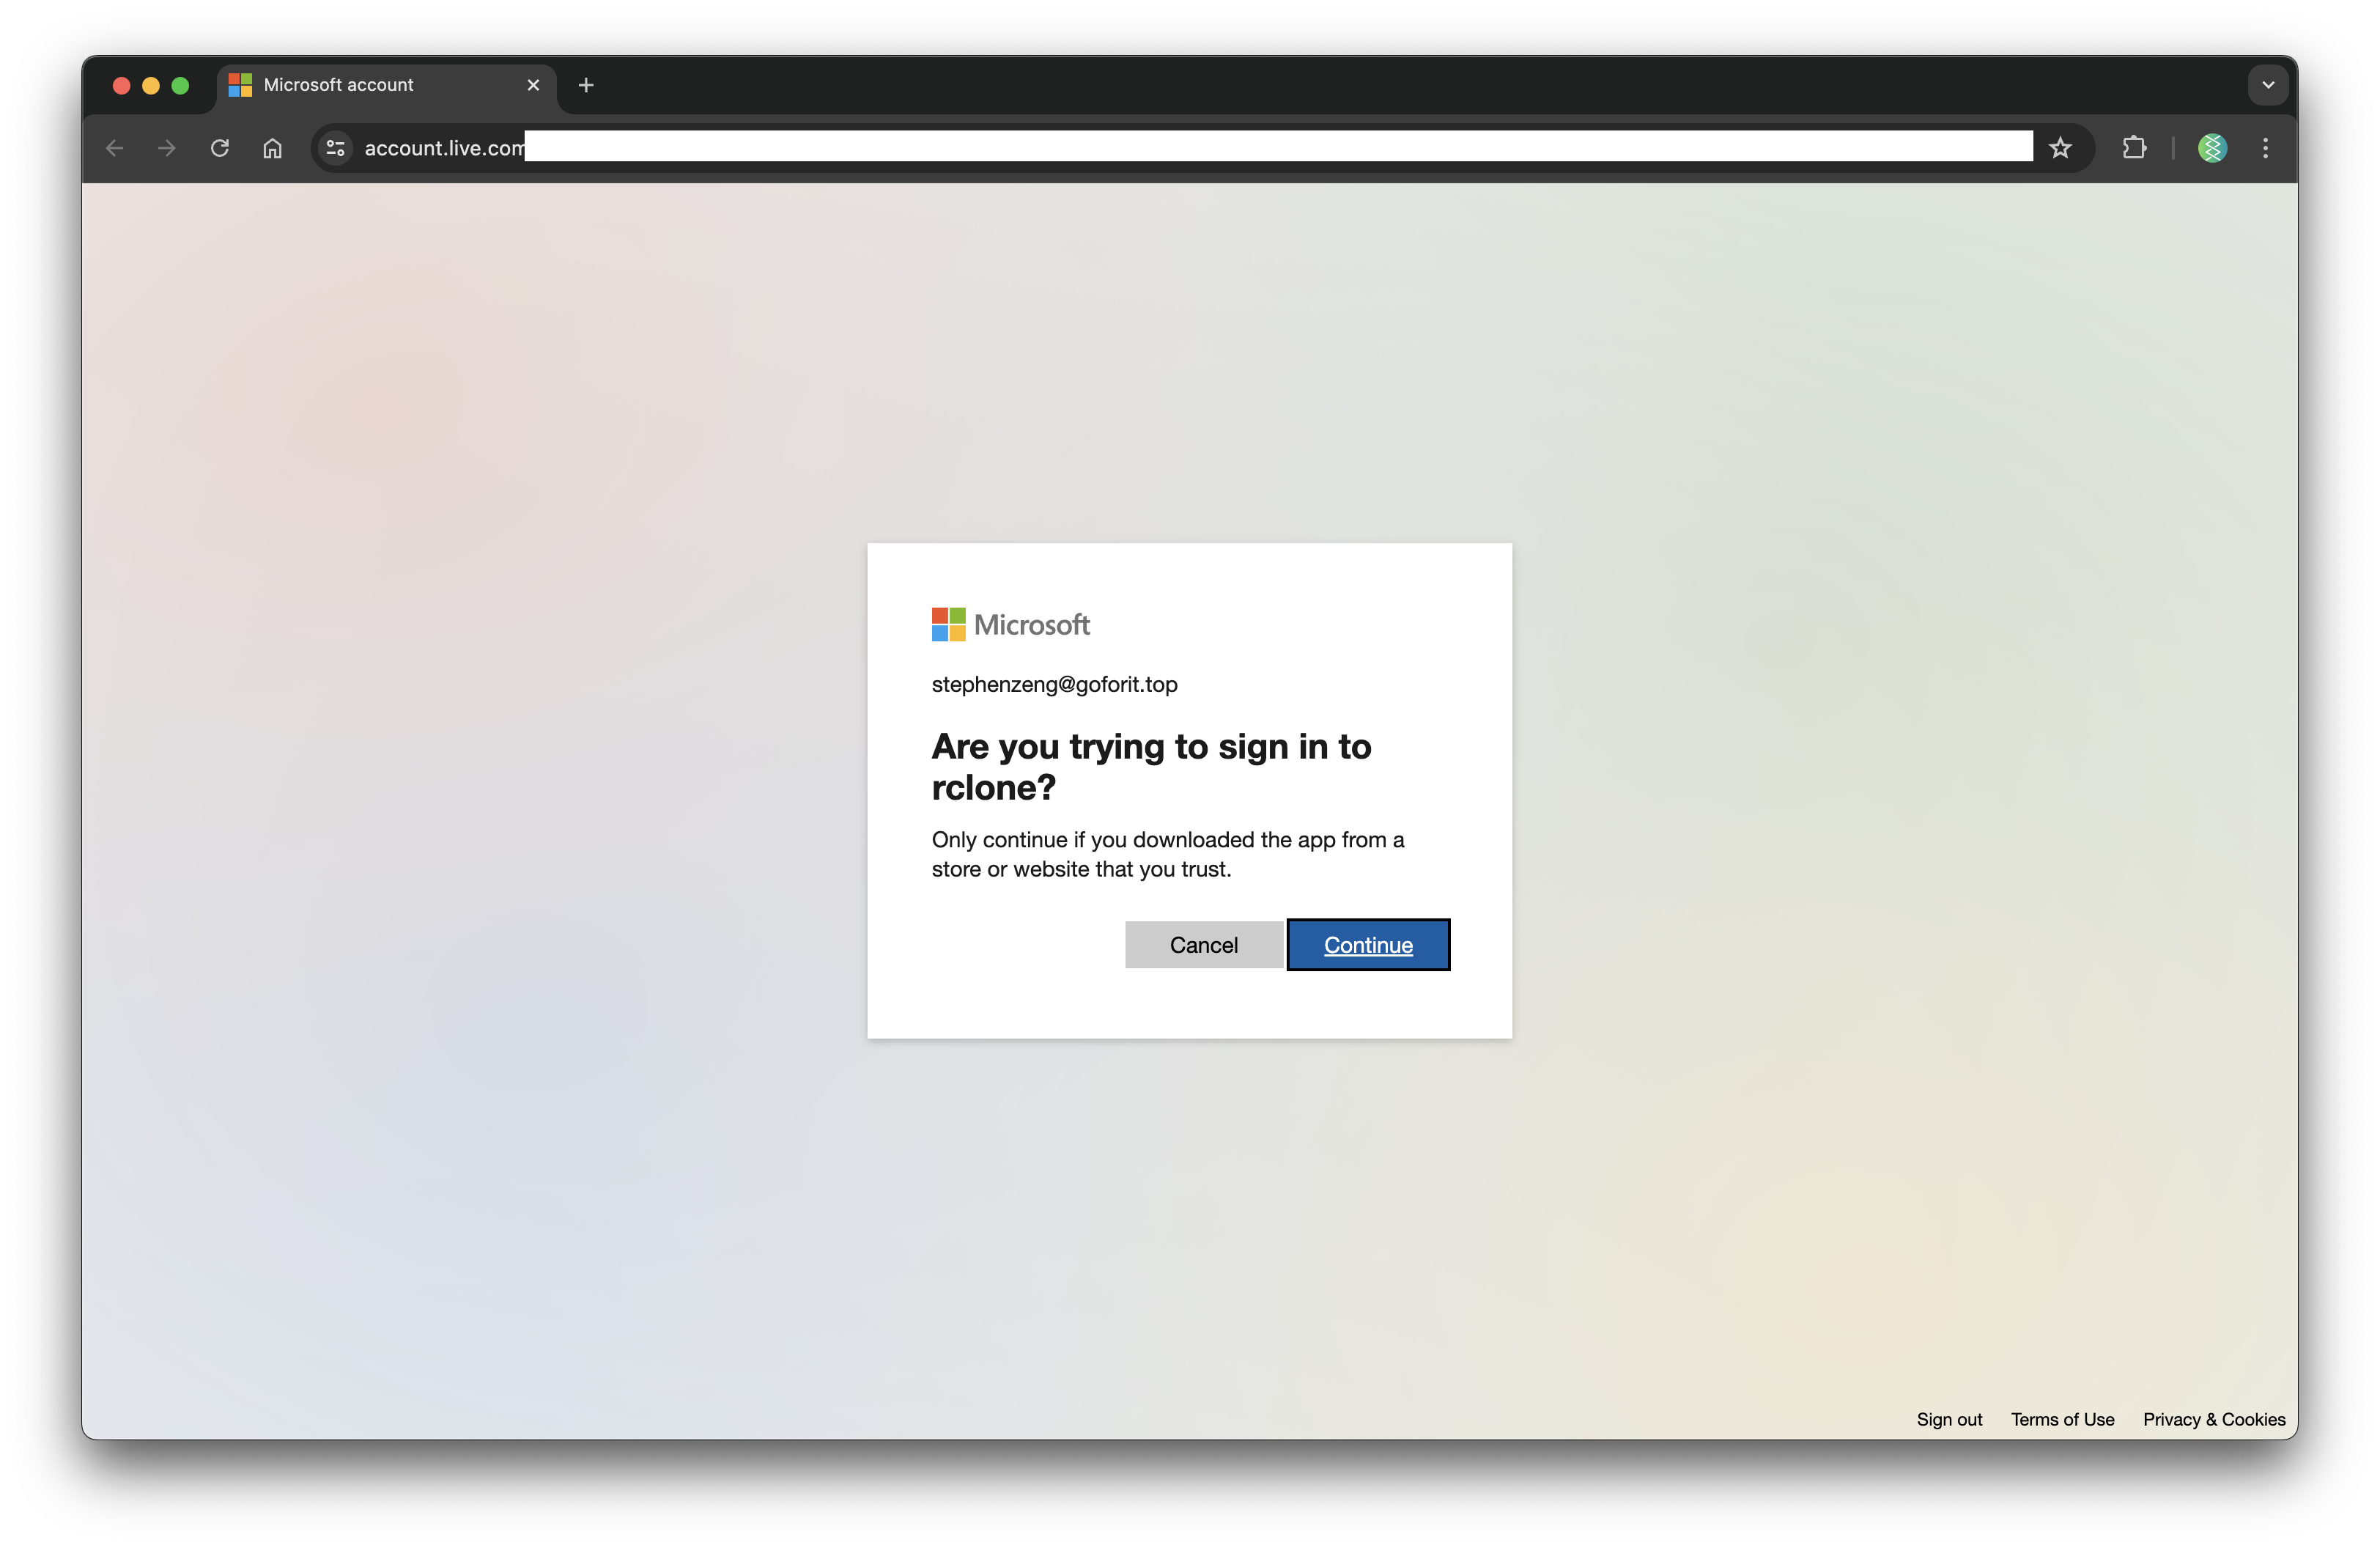 Microsoft account
account.live.com
Microsoft
stephenzeng@goforit.top
Are you trying to sign in to
rclone?
Only continue if you downloaded the app from a
store or website that you trust.
Cancel Continue
Sign out Terms of Use Privacy & Cookies